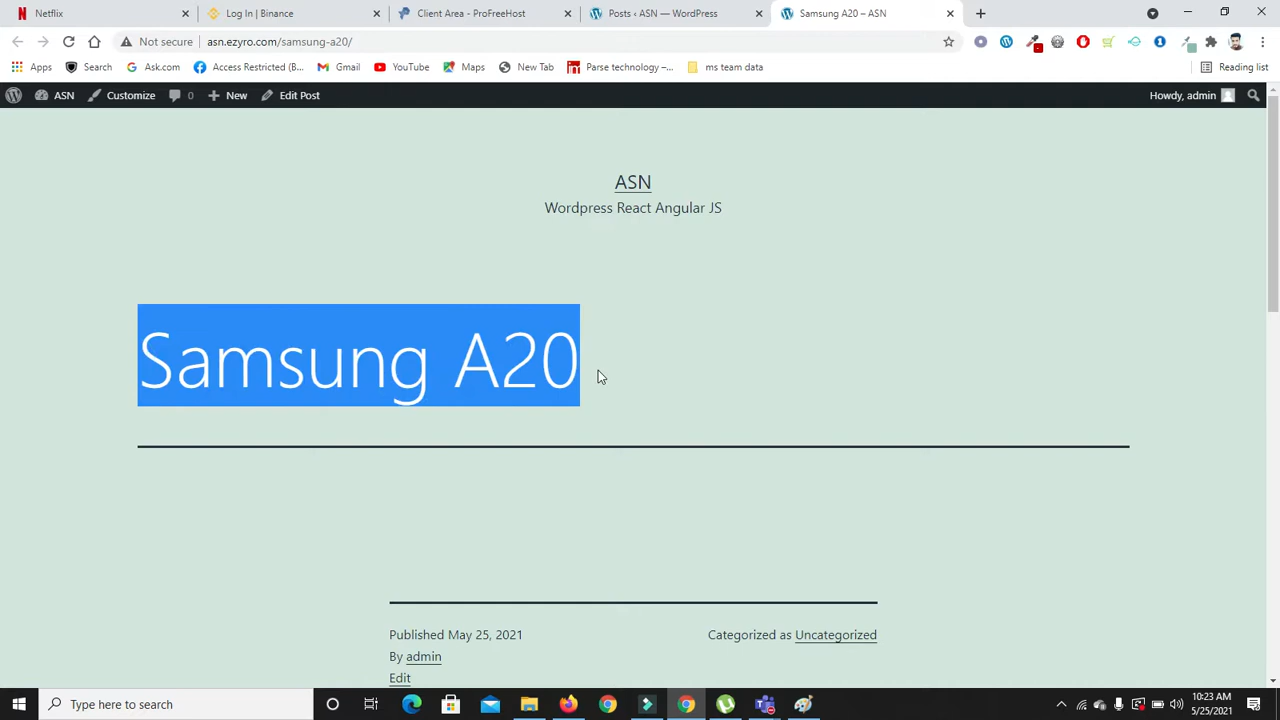 Netflix
Log In | Binance
Client Area - ProFreeHost
Posts ‹ ASN — WordPress
Samsung A20 – ASN
Not secure
asn.ezyro.com/samsung-a20/
Apps
Search
Ask.com
Access Restricted (B...
Gmail
YouTube
Maps
New Tab
Parse technology –...
ms team data
Reading list
ASN
Customize
0
New
Edit Post
Howdy, admin
ASN
Wordpress React Angular JS
Samsung A20
Published May 25, 2021
Categorized as Uncategorized
By admin
Edit
Type here to search
10:23 AM
5/25/2021